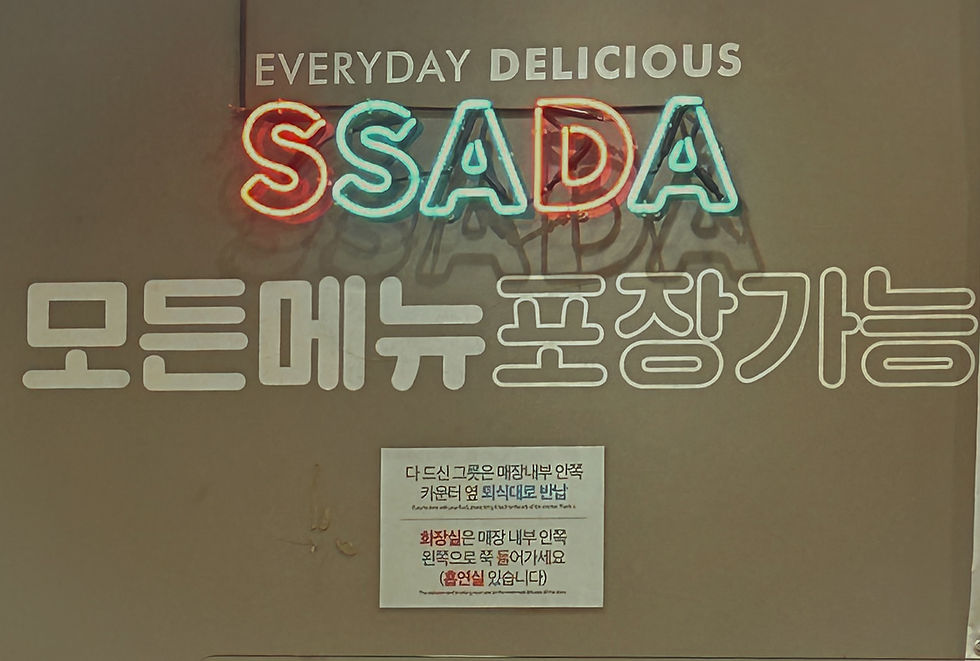 EVERYDAY DELICIOUS
SSADA
모든메뉴포장가능
다 드신 그릇은 매장내부 안쪽
카운터 옆 퇴식대로 반납
화장실은 매장 내부 안쪽
왼쪽으로 쭉 들어가세요
(흡연실 있습니다)